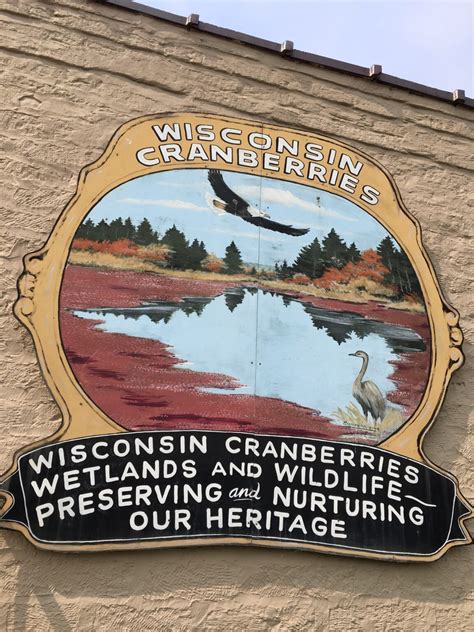 WISCONSIN
CRANBERRIES
WISCONSIN CRANBERRIES
WETLANDS AND WILDLIFE—
PRESERVING and NURTURING
OUR HERITAGE